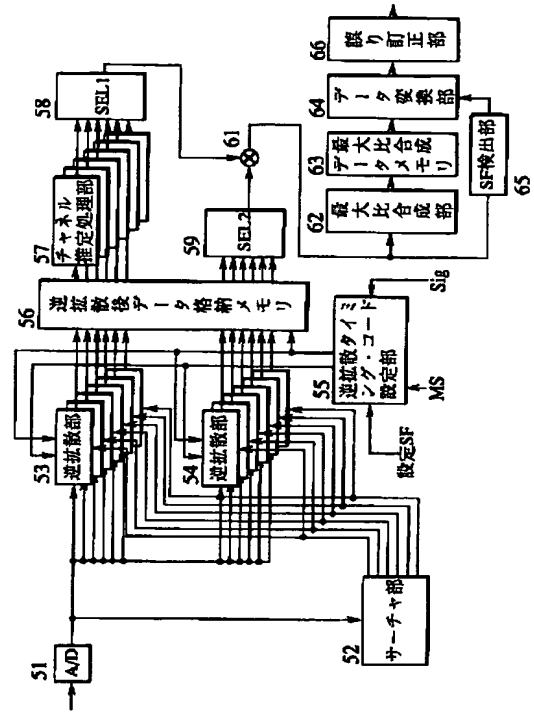 51
A/D
52
サーチャ部
53
逆拡散部
54
逆拡散部
55
逆拡散タイミ
ング・コード
設定部
設定SF
MS
Sig
56
逆拡散後データ格納メモリ
57
チャネル
推定処理部
58
SEL1
59
SEL2
61
62
最大比合成部
63
最大比合成
データメモリ
64
データ変換部
SF検出部
65
66
誤り訂正部